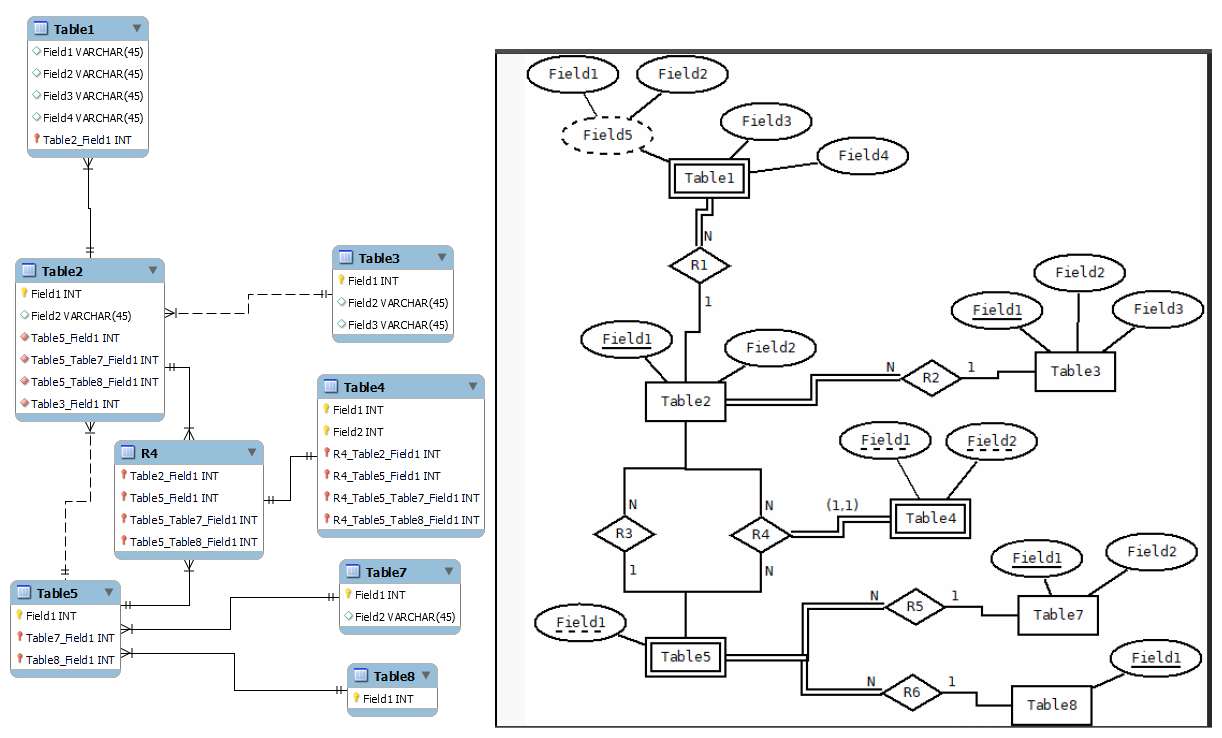 Table1
Field1 VARCHAR(45)
Field2 VARCHAR(45)
Field3 VARCHAR(45)
Field4 VARCHAR(45)
Table2_Field1 INT
Table2
Field1 INT
Field2 VARCHAR(45)
Table5_Field1 INT
Table5_Table7_Field1 INT
Table5_Table8_Field1 INT
Table3_Field1 INT
Table3
Field1 INT
Field2 VARCHAR(45)
Field3 VARCHAR(45)
Table4
Field1 INT
Field2 INT
R4_Table2_Field1 INT
R4_Table5_Field1 INT
R4_Table5_Table7_Field1 INT
R4_Table5_Table8_Field1 INT
R4
Table2_Field1 INT
Table5_Field1 INT
Table5_Table7_Field1 INT
Table5_Table8_Field1 INT
Table5
Field1 INT
Table7_Field1 INT
Table8_Field1 INT
Table7
Field1 INT
Field2 VARCHAR(45)
Table8
Field1 INT
Field1
Field2
Field5
Field3
Field4
Table1
N
R1
1
Field1
Field2
Table2
N
R2
1
Field1
Field2
Field3
Table3
Field1
Field2
(1,1)
Table4
N
R3
1
N
R4
N
Field1
Table5
N
R5
1
Field1
Field2
Table7
N
R6
1
Field1
Table8